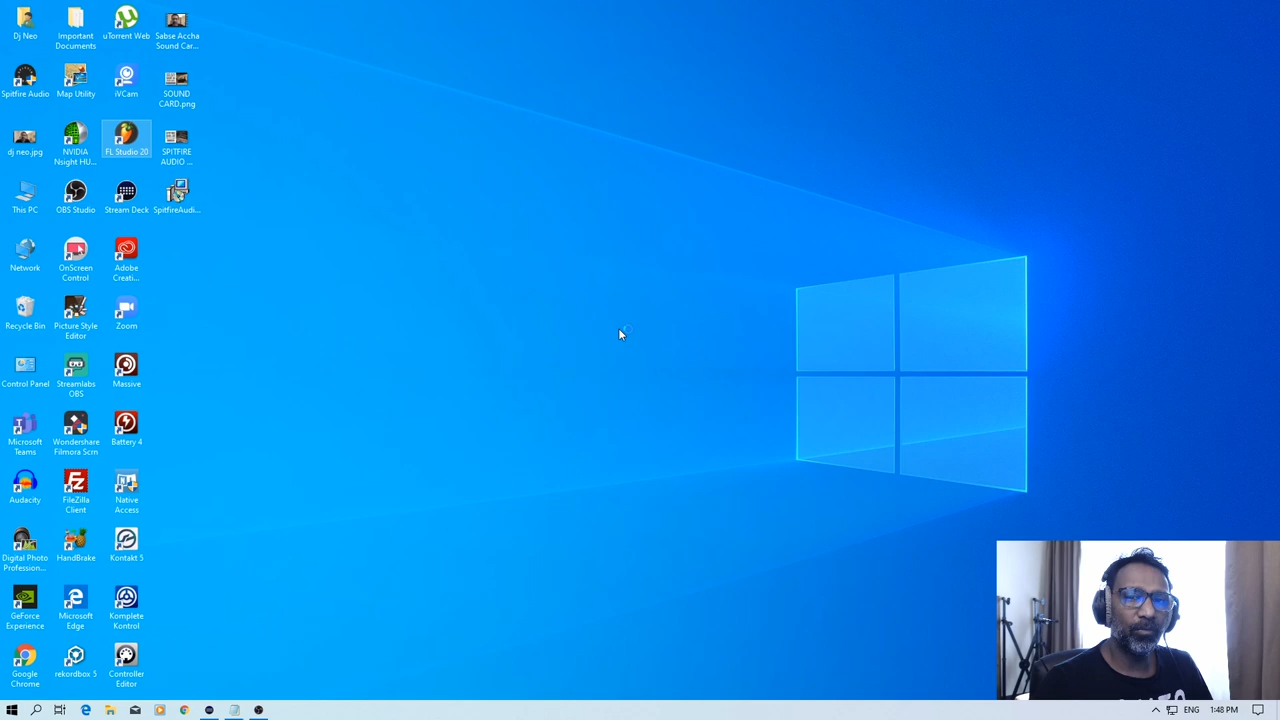 Dj Neo
Important
Documents
uTorrent Web
Sabse Accha
Sound Car...
Spitfire Audio
Map Utility
iVCam
SOUND
CARD.png
dj neo.jpg
NVIDIA
Nsight HU...
FL Studio 20
SPITFIRE
AUDIO ...
This PC
OBS Studio
Stream Deck
SpitfireAudi...
Network
OnScreen
Control
Adobe
Creati...
Recycle Bin
Picture Style
Editor
Zoom
Control Panel
Streamlabs
OBS
Massive
Microsoft
Teams
Wondershare
Filmora Scrn
Battery 4
Audacity
FileZilla
Client
Native
Access
Digital Photo
Profession...
HandBrake
Kontakt 5
GeForce
Experience
Microsoft
Edge
Komplete
Kontrol
Google
Chrome
rekordbox 5
Controller
Editor
ENG
1:48 PM